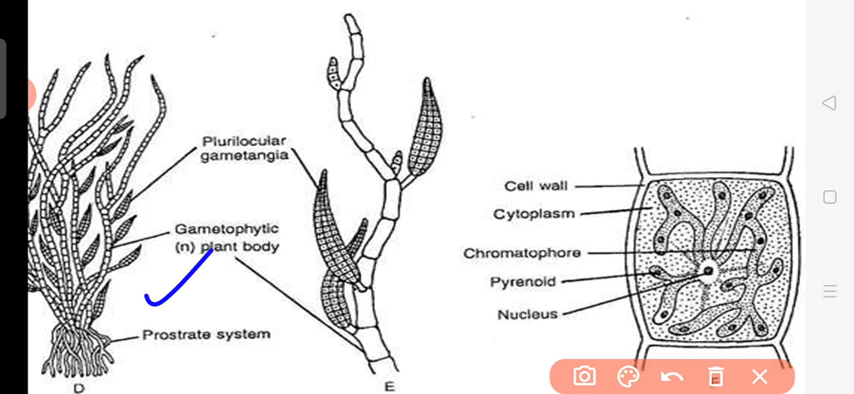 Plurilocular
gametangia
Gametophytic
(n) plant body
Prostrate system
D
E
Cell wall
Cytoplasm
Chromatophore
Pyrenoid
Nucleus